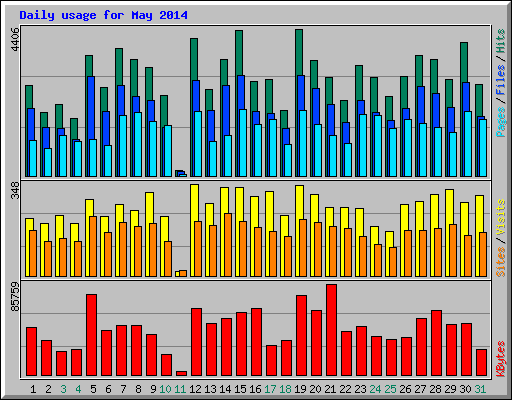 Daily usage for May 2014
4406
Pages / Files / Hits
348
Sites / Visits
85759
KBytes
1 2 3 4 5 6 7 8 9 10 11 12 13 14 15 16 17 18 19 20 21 22 23 24 25 26 27 28 29 30 31